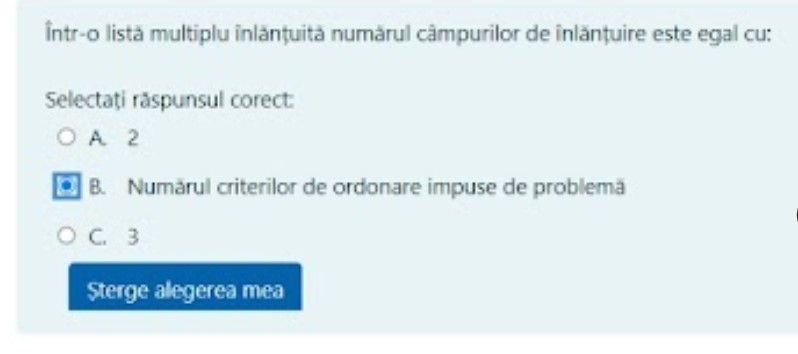 Într-o listă multiplu înlănțuită numărul câmpurilor de înlănțuire este egal cu:
Selectați răspunsul corect:
A. 2
B. Numărul criterilor de ordonare impuse de problemă
C. 3
Șterge alegerea mea